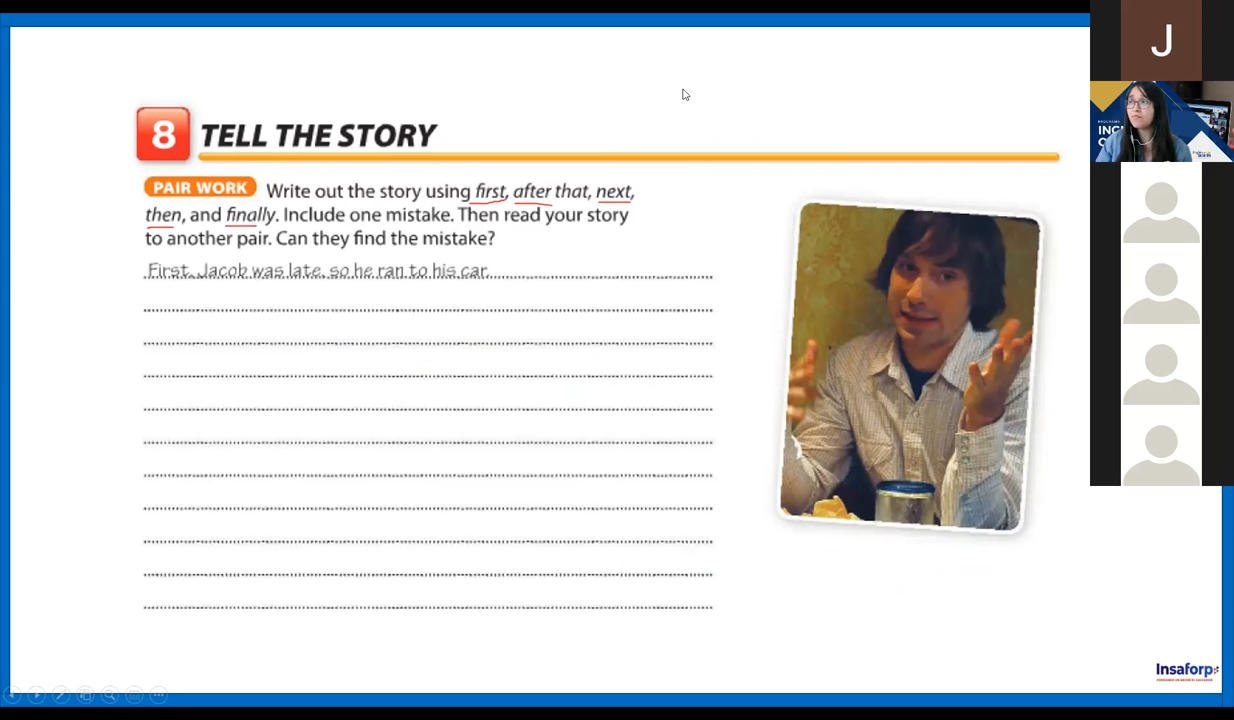 J
8 TELL THE STORY
PAIR WORK Write out the story using first, after that, next,
then, and finally. Include one mistake. Then read your story
to another pair. Can they find the mistake?
First, Jacob was late, so he ran to his car.
Insaforp